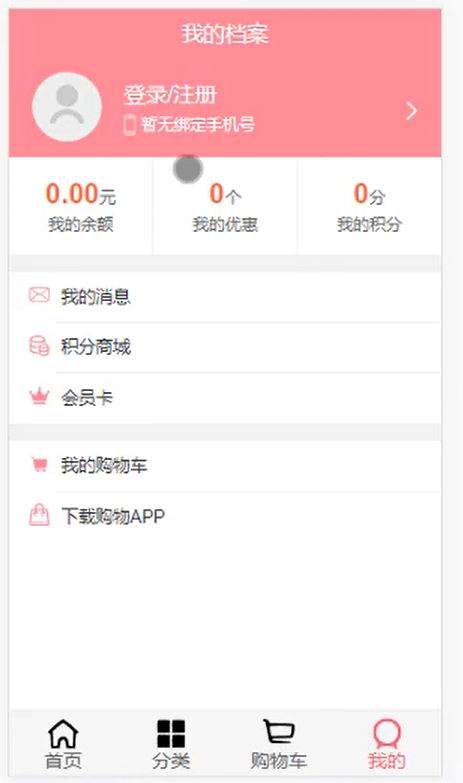 我的档案
登录/注册
暂无绑定手机号
0.00元 0个 0分
我的余额 我的优惠 我的积分
我的消息
积分商城
会员卡
我的购物车
下载购物APP
首页 分类 购物车 我的